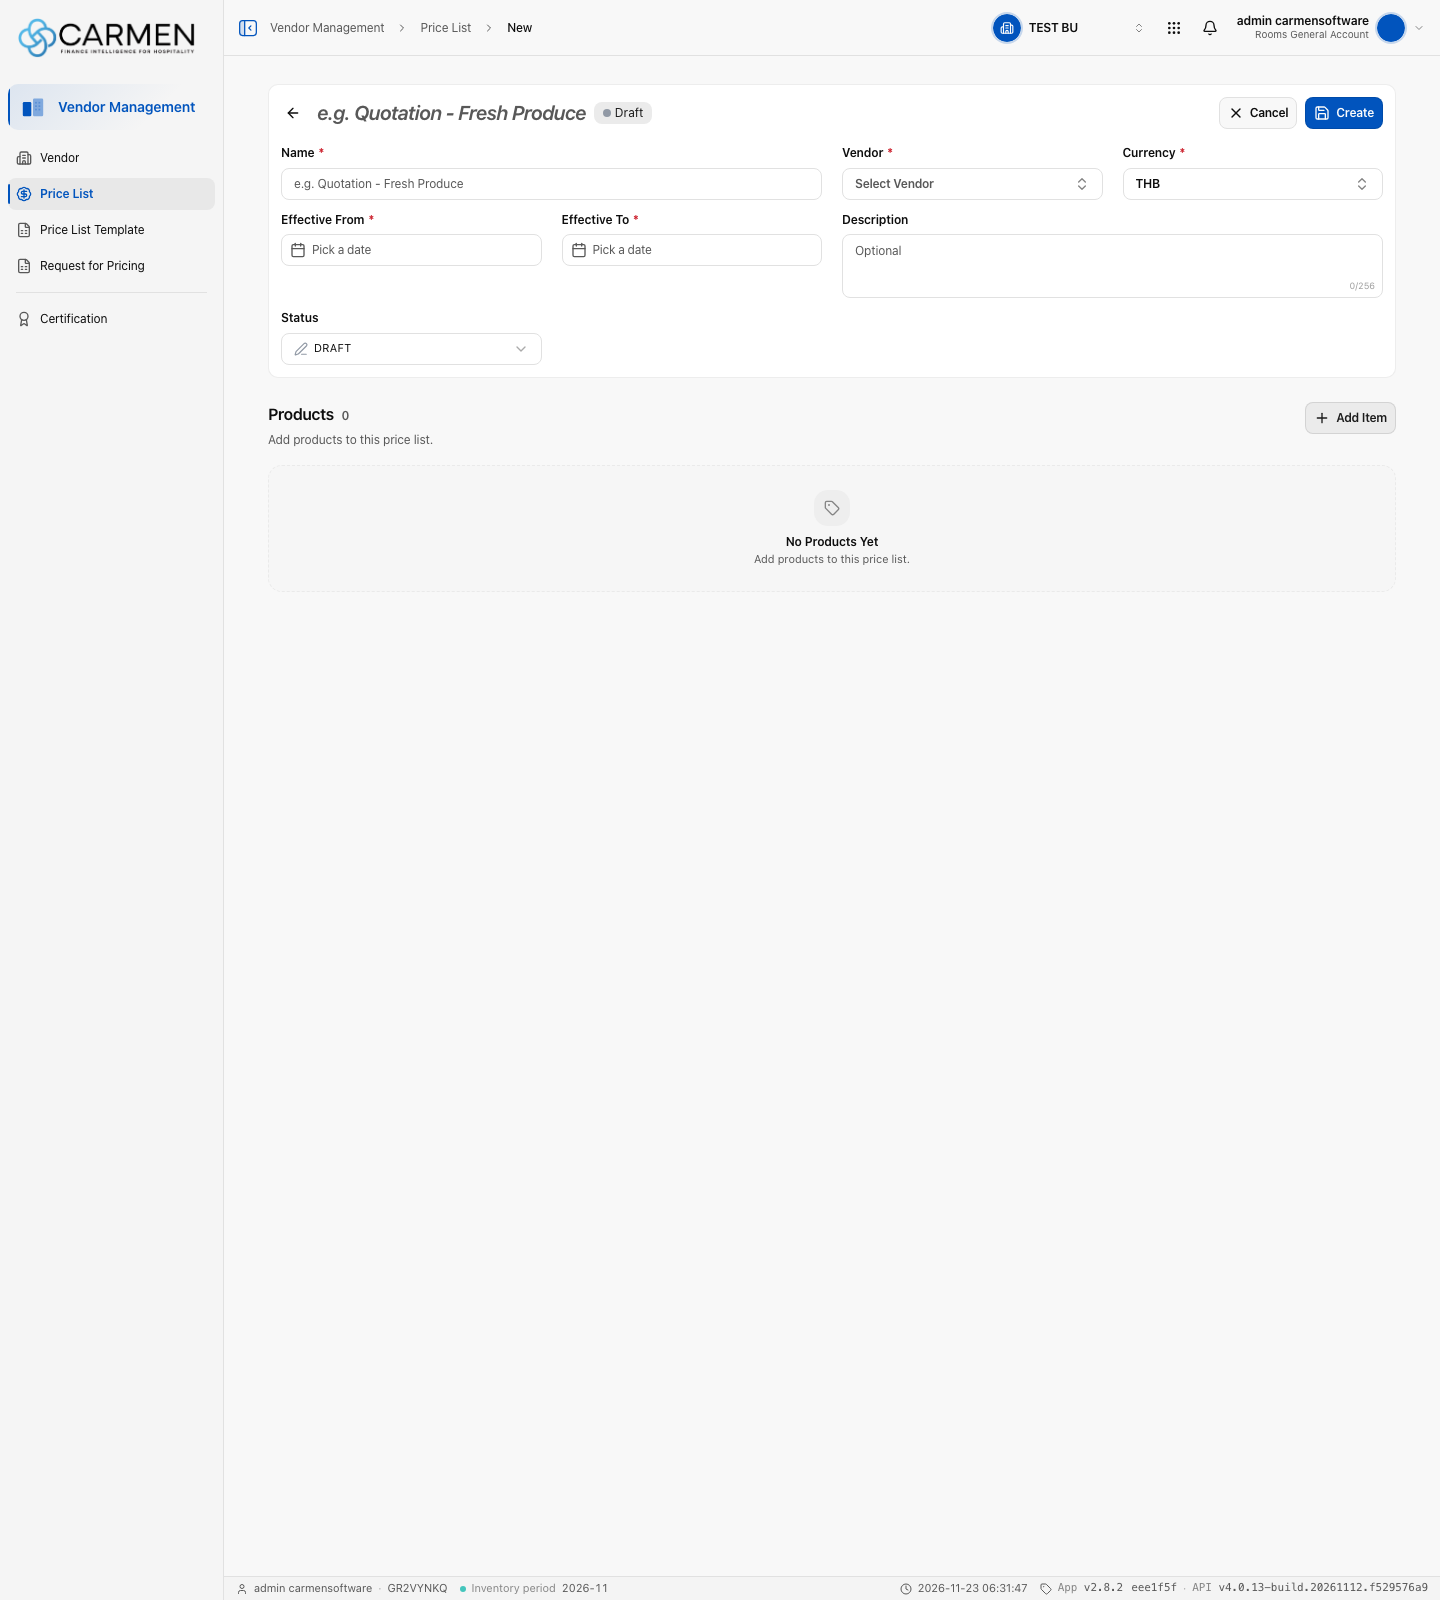 CARMEN
FINANCE INTELLIGENCE FOR HOSPITALITY
Vendor Management
Vendor
Price List
Price List Template
Request for Pricing
Certification
Vendor Management > Price List > New
TEST BU
admin carmensoftware
Rooms General Account
e.g. Quotation - Fresh Produce
Draft
Cancel
Create
Name *
e.g. Quotation - Fresh Produce
Vendor *
Select Vendor
Currency *
THB
Effective From *
Pick a date
Effective To *
Pick a date
Description
Optional
0/256
Status
DRAFT
Products 0
Add products to this price list.
Add Item
No Products Yet
Add products to this price list.
admin carmensoftware · GR2VYNKQ Inventory period 2026-11
2026-11-23 06:31:47 App v2.8.2 eee1f5f · API v4.0.13-build.20261112.f529576a9